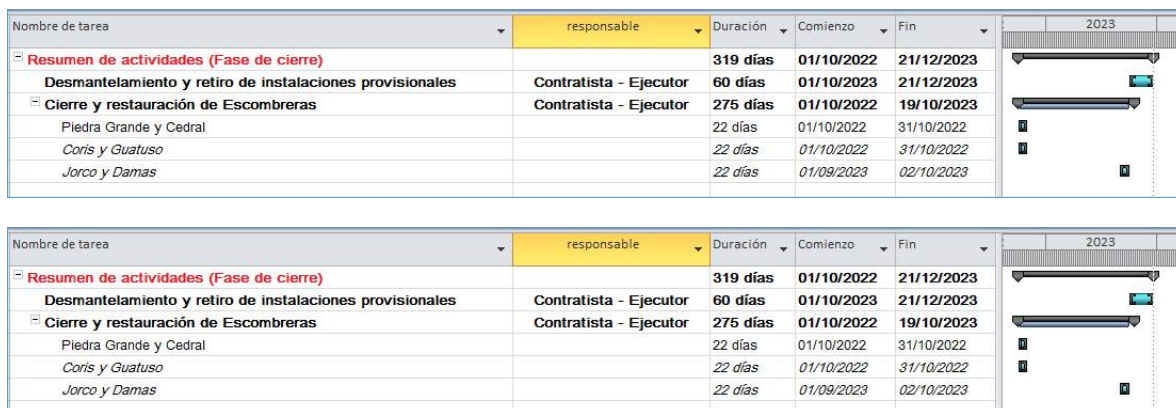 Nombre de tarea responsable Duración Comienzo Fin 2023
Resumen de actividades (Fase de cierre) 319 días 01/10/2022 21/12/2023
Desmantelamiento y retiro de instalaciones provisionales Contratista - Ejecutor 60 días 01/10/2023 21/12/2023
Cierre y restauración de Escombreras Contratista - Ejecutor 275 días 01/10/2022 19/10/2023
Piedra Grande y Cedral 22 días 01/10/2022 31/10/2022
Coris y Guatuso 22 días 01/10/2022 31/10/2022
Jorco y Damas 22 días 01/09/2023 02/10/2023
Nombre de tarea responsable Duración Comienzo Fin 2023
Resumen de actividades (Fase de cierre) 319 días 01/10/2022 21/12/2023
Desmantelamiento y retiro de instalaciones provisionales Contratista - Ejecutor 60 días 01/10/2023 21/12/2023
Cierre y restauración de Escombreras Contratista - Ejecutor 275 días 01/10/2022 19/10/2023
Piedra Grande y Cedral 22 días 01/10/2022 31/10/2022
Coris y Guatuso 22 días 01/10/2022 31/10/2022
Jorco y Damas 22 días 01/09/2023 02/10/2023